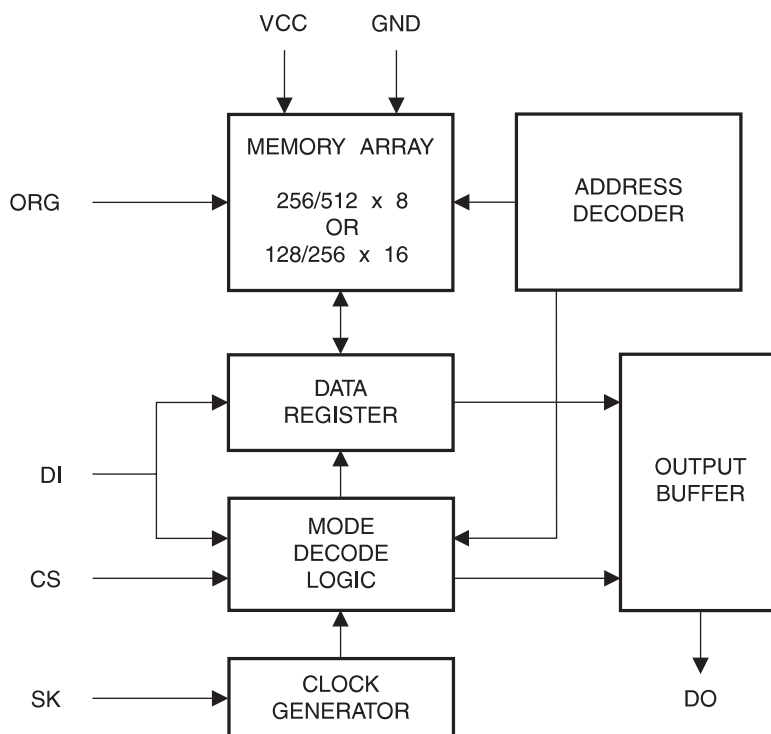 VCC
GND
MEMORY ARRAY
256/512 x 8
OR
128/256 x 16
ADDRESS
DECODER
ORG
DATA
REGISTER
OUTPUT
BUFFER
DI
MODE
DECODE
LOGIC
CS
CLOCK
GENERATOR
SK
DO